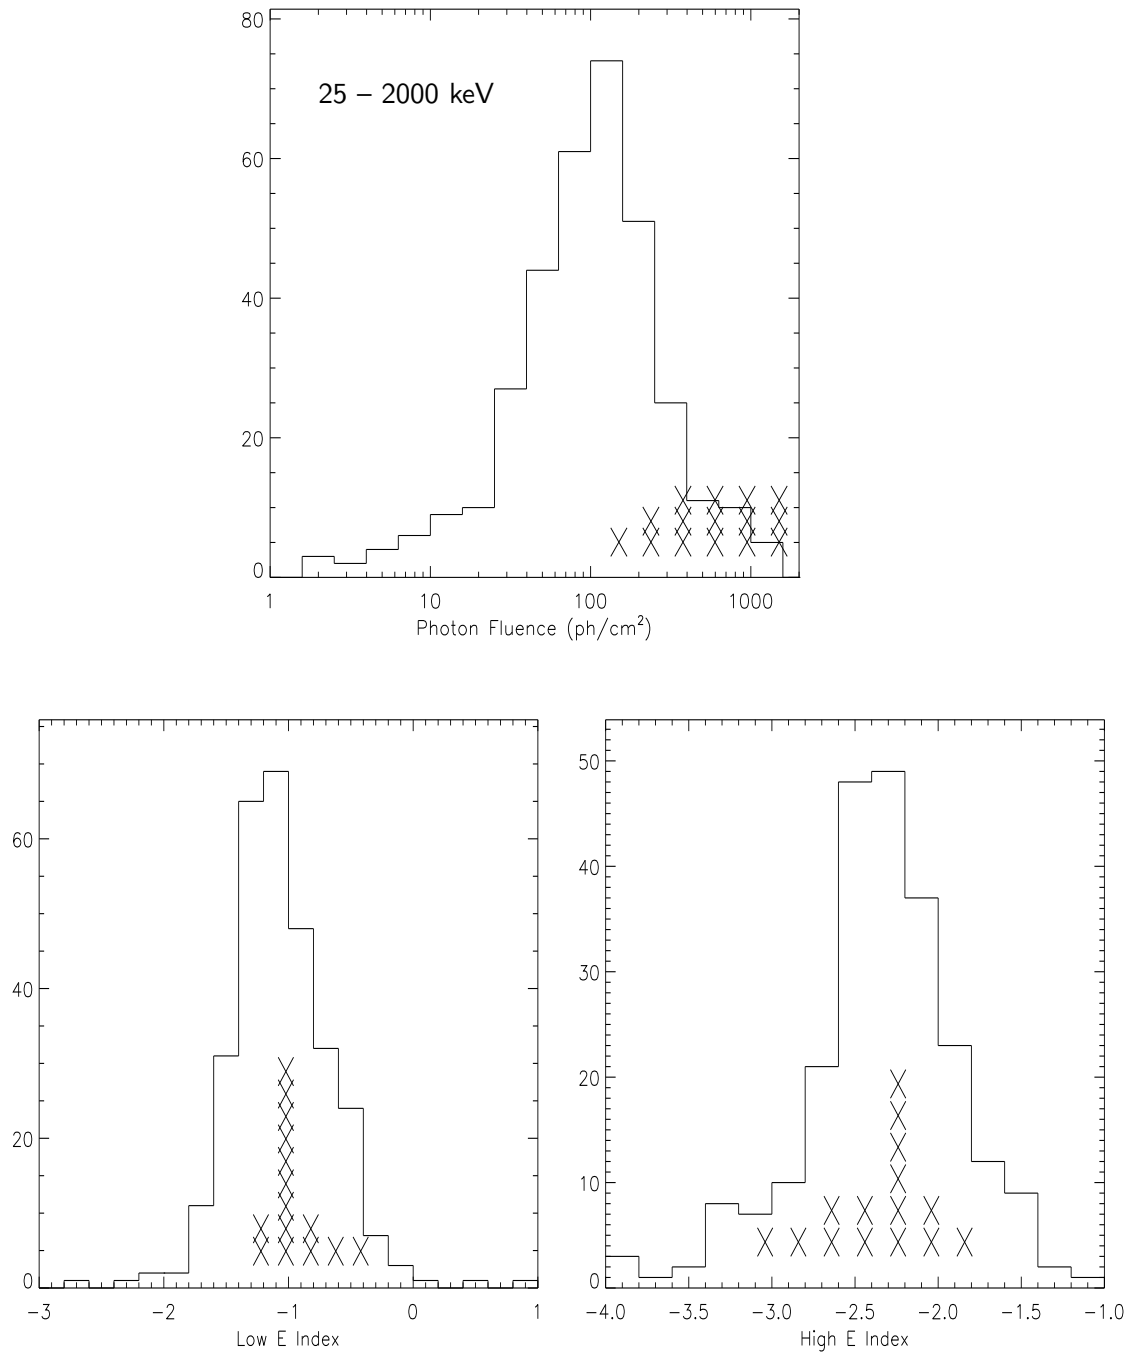 80
25 – 2000 keV
60
40
20
0
1 10 100 1000
Photon Fluence (ph/cm²)
60
40
20
0
-3 -2 -1 0 1
Low E Index
50
40
30
20
10
0
-4.0 -3.5 -3.0 -2.5 -2.0 -1.5 -1.0
High E Index